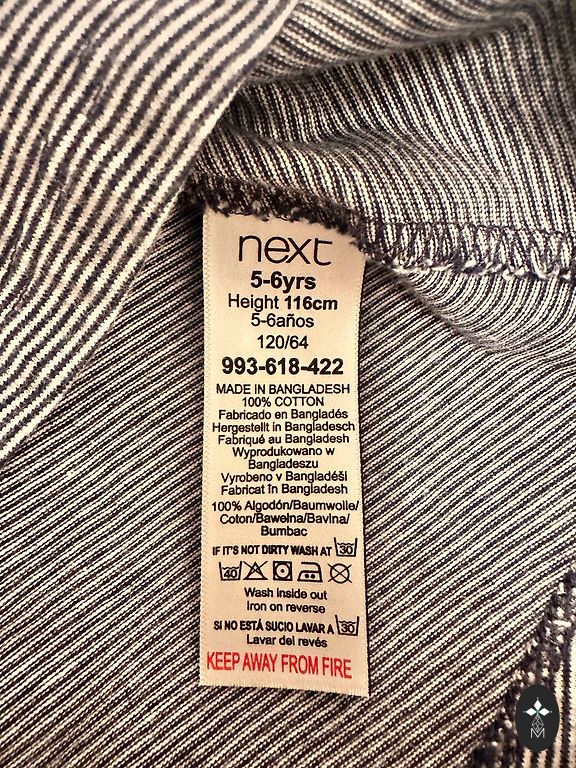 next
5-6yrs
Height 116cm
5-6años
120/64
993-618-422
MADE IN BANGLADESH
100% COTTON
Fabricado en Bangladés
Hergestellt in Bangladesch
Fabriqué au Bangladesh
Wyprodukowano w
Bangladeszu
Vyrobeno v Bangladéši
Fabricat în Bangladesh
100% Algodón/Baumwolle/
Coton/Bawełna/Bavlna/
Bumbac
IF IT'S NOT DIRTY WASH AT 30
40
Wash inside out
Iron on reverse
SI NO ESTÁ SUCIO LAVAR A 30
Lavar del revés
KEEP AWAY FROM FIRE
M